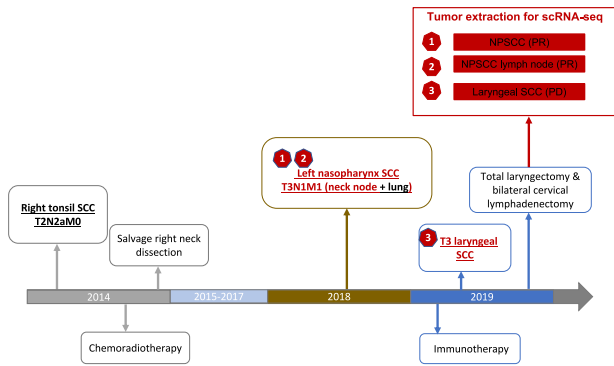 Tumor extraction for scRNA-seq
1 NPSCC (PR)
2 NPSCC lymph node (PR)
3 Laryngeal SCC (PD)
1 2
Left nasopharynx SCC
T3N1M1 (neck node + lung)
Total laryngectomy &
bilateral cervical
lymphadenectomy
Right tonsil SCC
T2N2aM0
Salvage right neck
dissection
3 T3 laryngeal
SCC
2014 2015-2017 2018 2019
Chemoradiotherapy
Immunotherapy